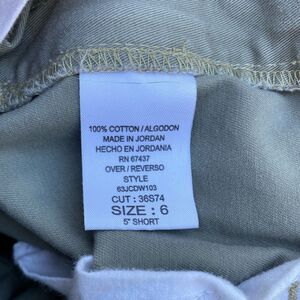 100% COTTON / ALGODON
MADE IN JORDAN
HECHO EN JORDANIA
RN 67437
OVER / REVERSO
STYLE
63JCDW103
CUT : 36S74
SIZE : 6
5" SHORT